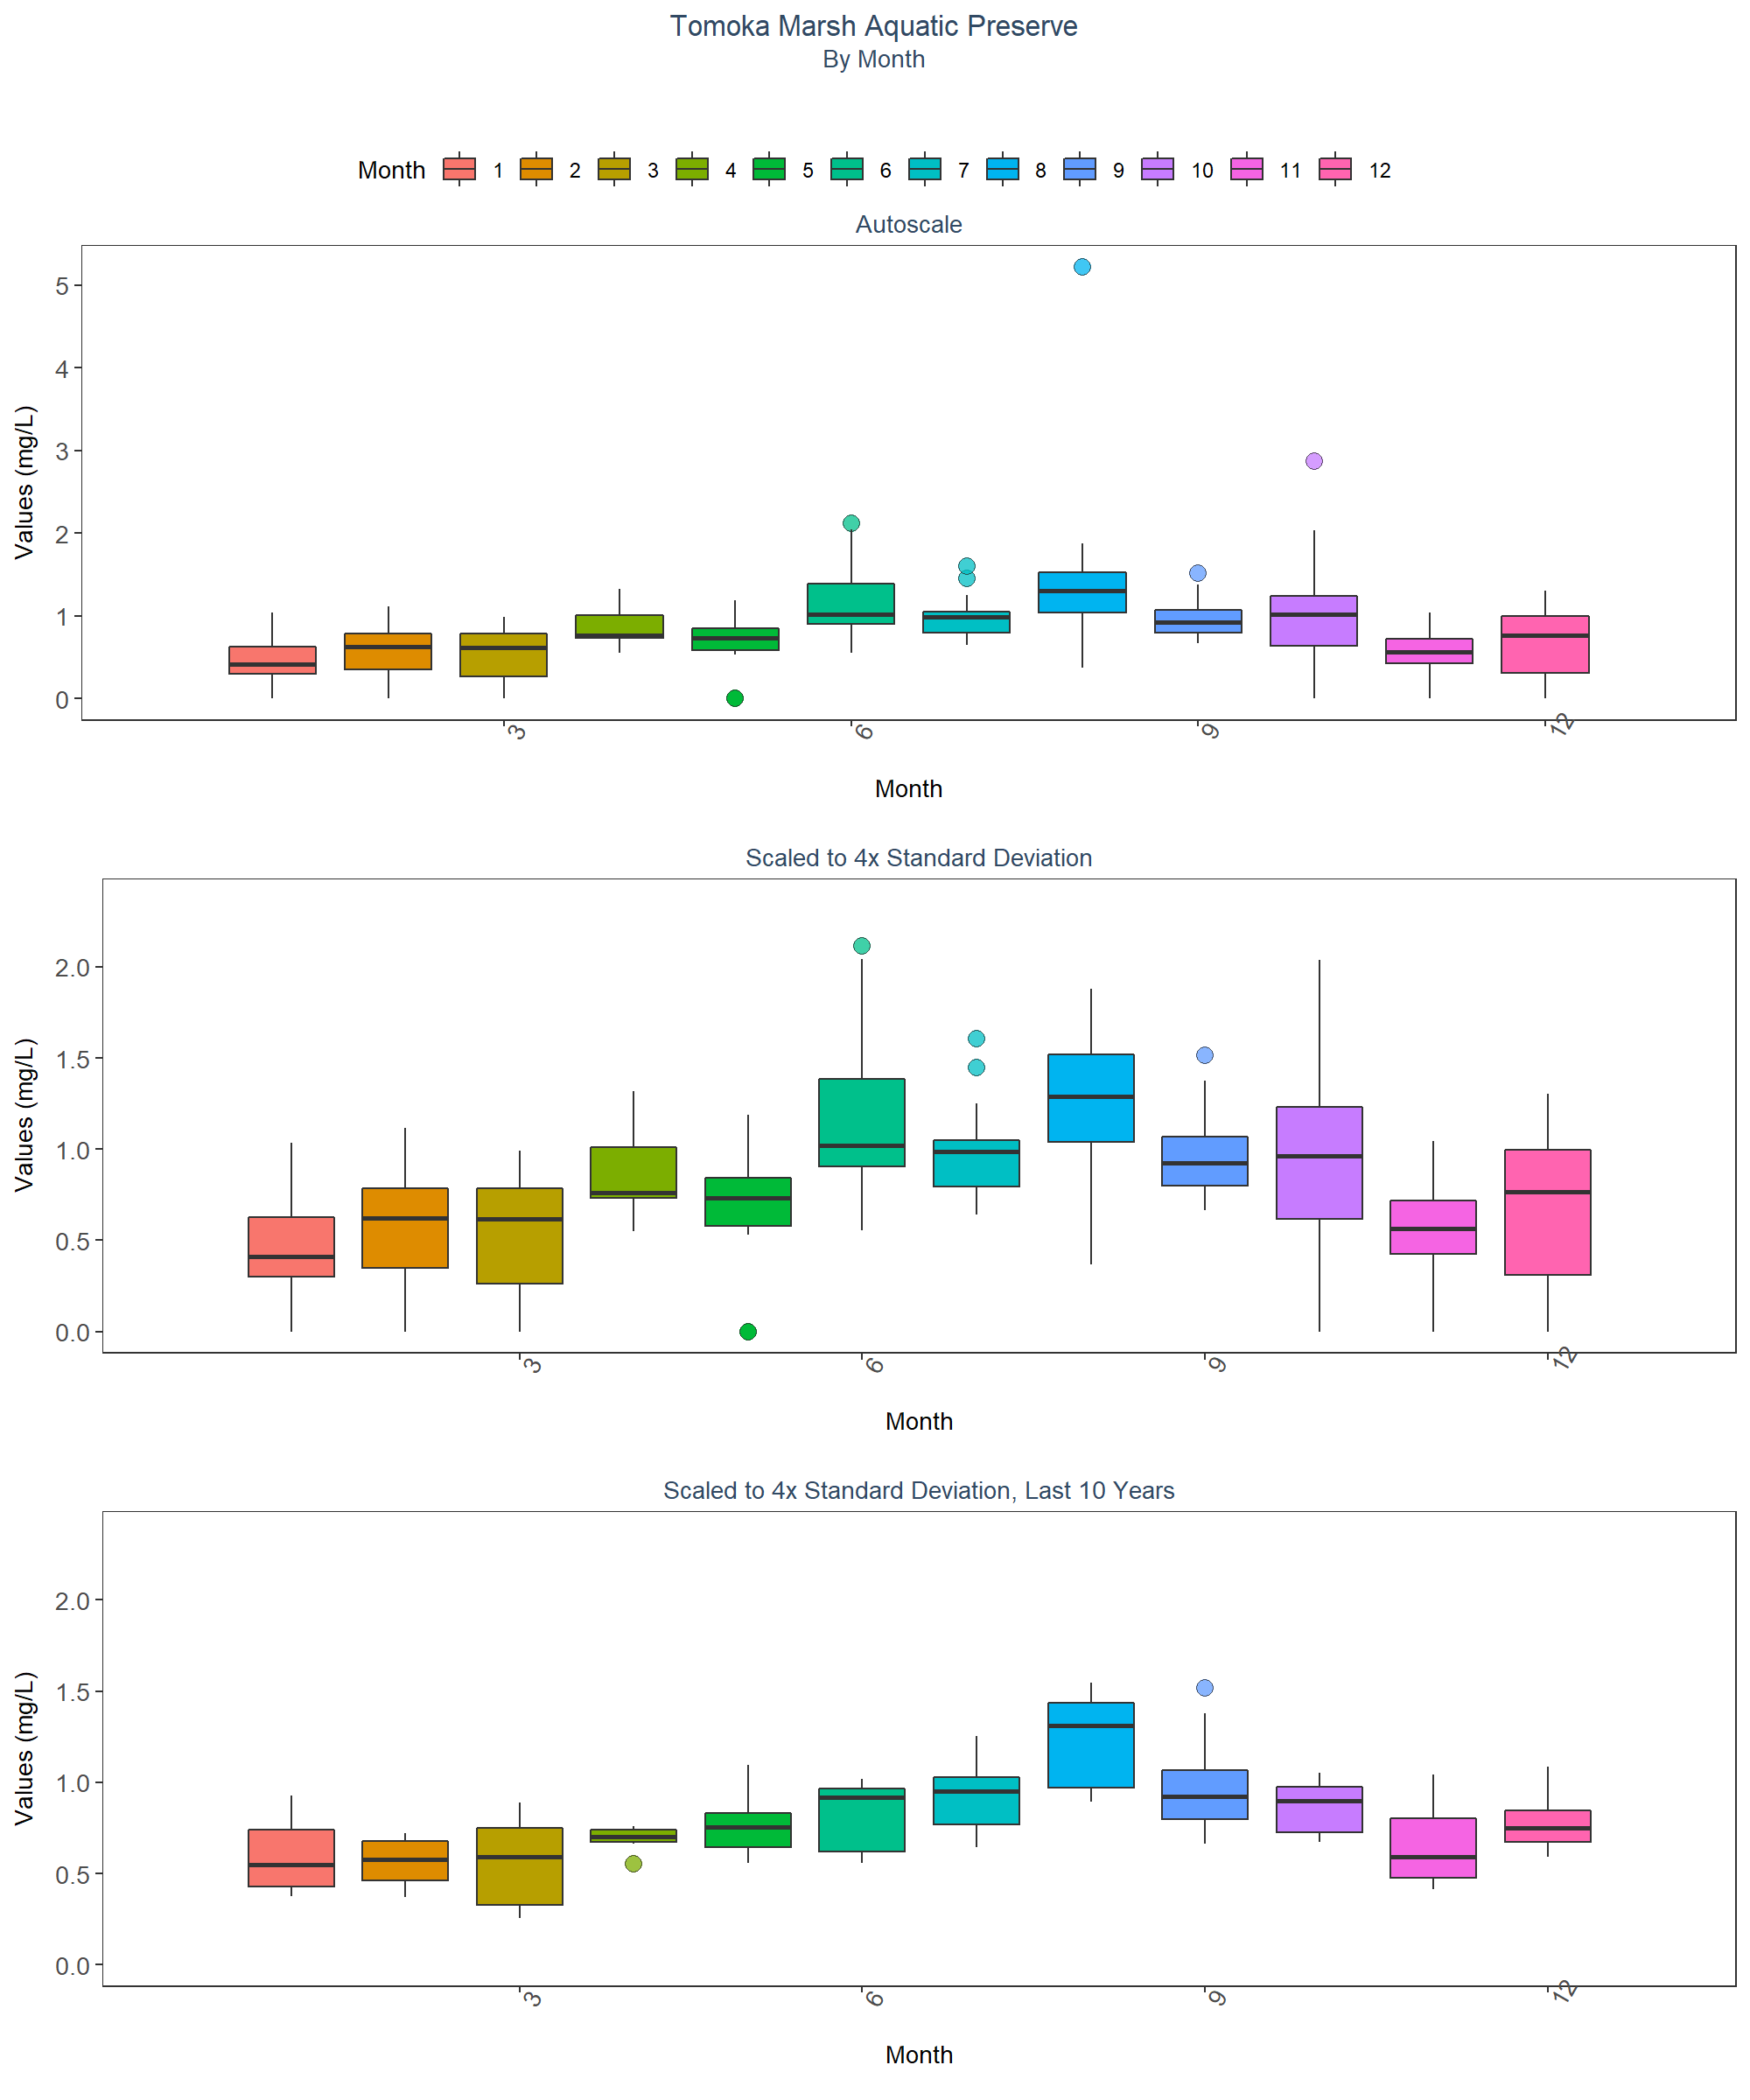 Tomoka Marsh Aquatic Preserve
By Month
Month 1 2 3 4 5 6 7 8 9 10 11 12
Autoscale
Values (mg/L)
5
4
3
2
1
0
3 6 9 12
Month
Scaled to 4x Standard Deviation
Values (mg/L)
2.0
1.5
1.0
0.5
0.0
3 6 9 12
Month
Scaled to 4x Standard Deviation, Last 10 Years
Values (mg/L)
2.0
1.5
1.0
0.5
0.0
3 6 9 12
Month